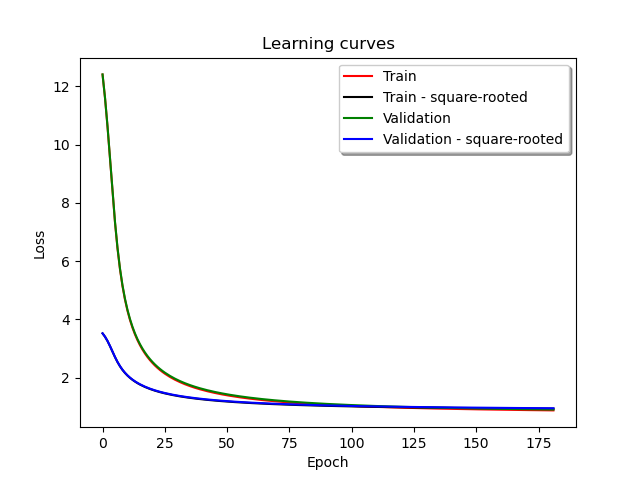 Learning curves
Train
Train - square-rooted
Validation
Validation - square-rooted
12
10
8
6
4
2
Loss
0 25 50 75 100 125 150 175
Epoch